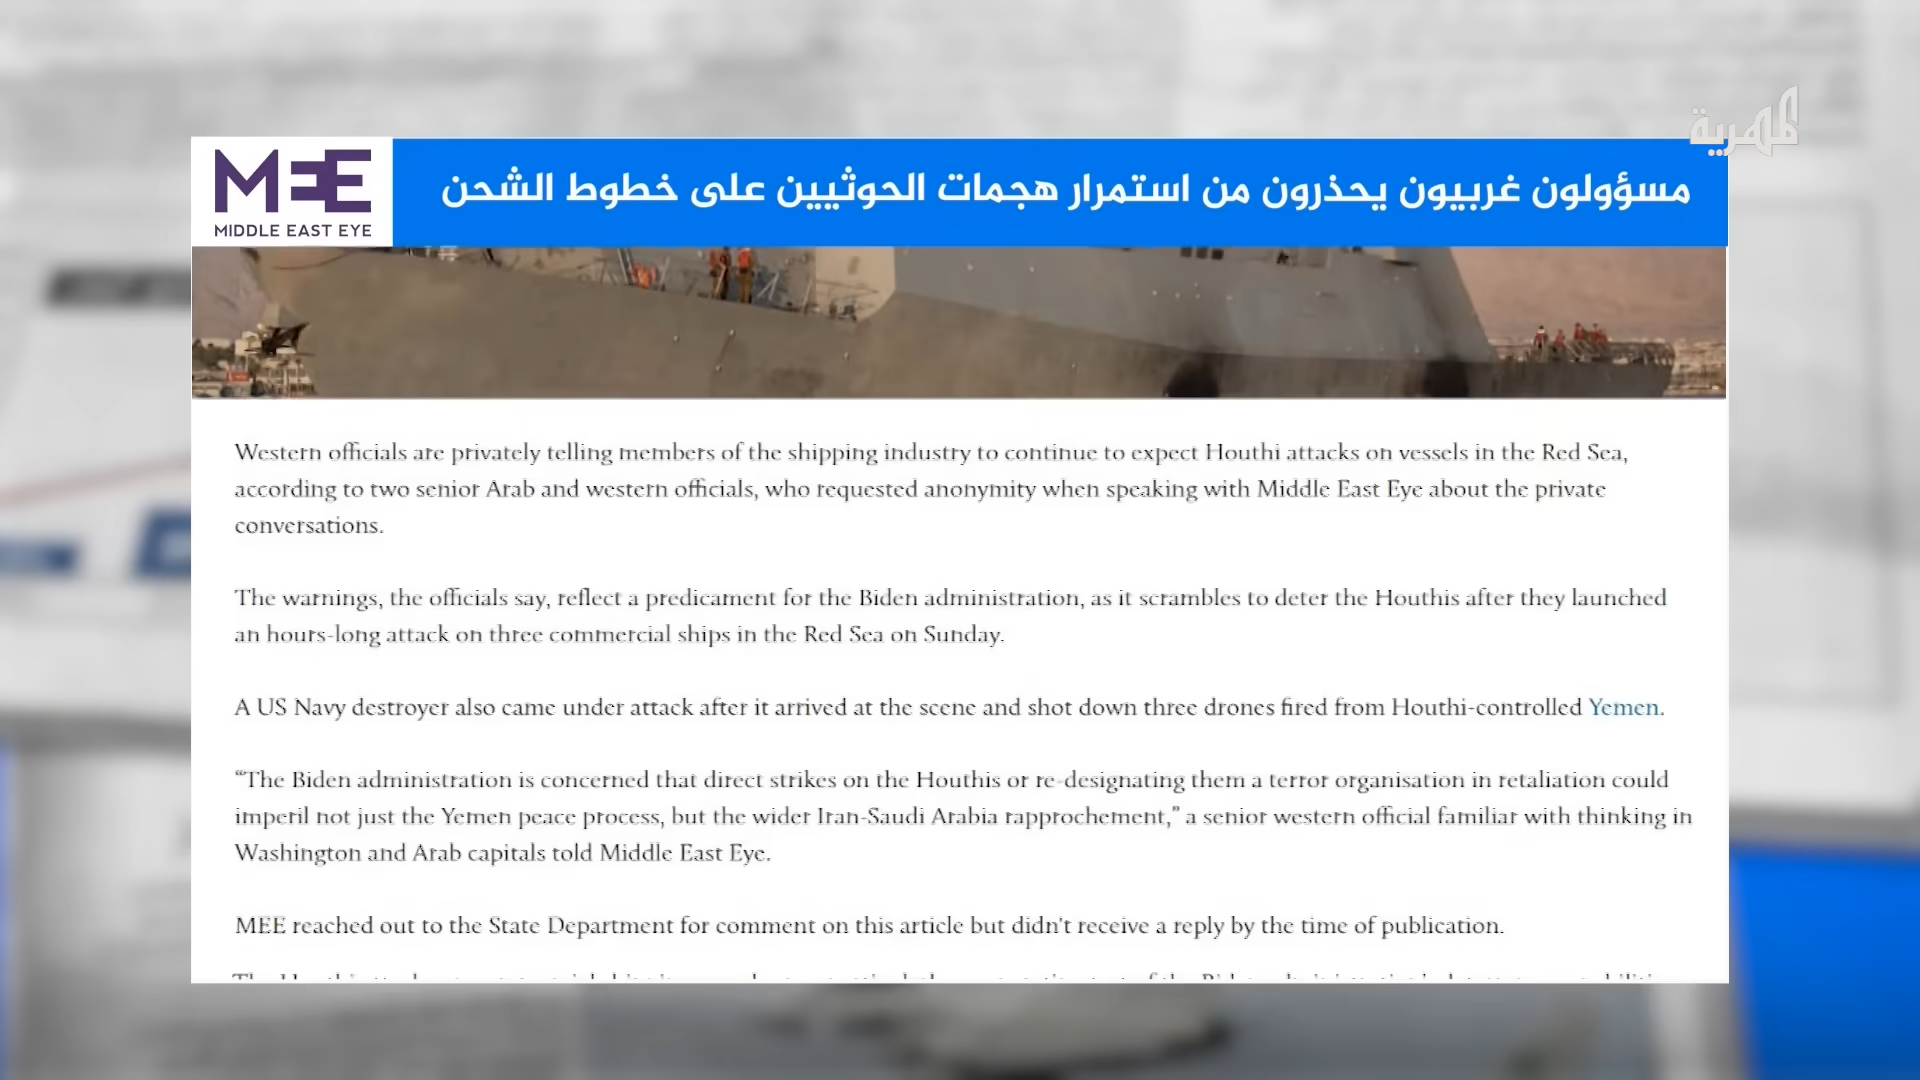 المهرية
MEE
MIDDLE EAST EYE
مسؤولون غربيون يحذرون من استمرار هجمات الحوثيين على خطوط الشحن
Western officials are privately telling members of the shipping industry to continue to expect Houthi attacks on vessels in the Red Sea,
according to two senior Arab and western officials, who requested anonymity when speaking with Middle East Eye about the private
conversations.
The warnings, the officials say, reflect a predicament for the Biden administration, as it scrambles to deter the Houthis after they launched
an hours-long attack on three commercial ships in the Red Sea on Sunday.
A US Navy destroyer also came under attack after it arrived at the scene and shot down three drones fired from Houthi-controlled Yemen.
“The Biden administration is concerned that direct strikes on the Houthis or re-designating them a terror organisation in retaliation could
imperil not just the Yemen peace process, but the wider Iran-Saudi Arabia rapprochement,” a senior western official familiar with thinking in
Washington and Arab capitals told Middle East Eye.
MEE reached out to the State Department for comment on this article but didn't receive a reply by the time of publication.